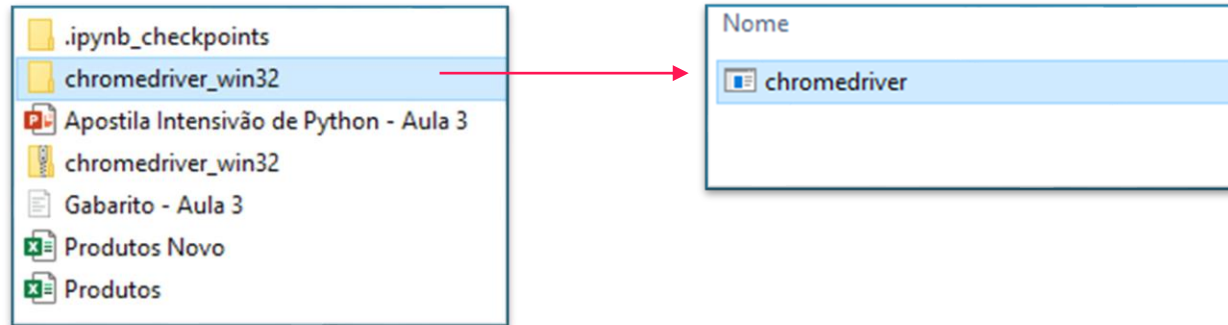 .ipynb_checkpoints
chromedriver_win32
Apostila Intensivão de Python - Aula 3
chromedriver_win32
Gabarito - Aula 3
Produtos Novo
Produtos
Nome
chromedriver